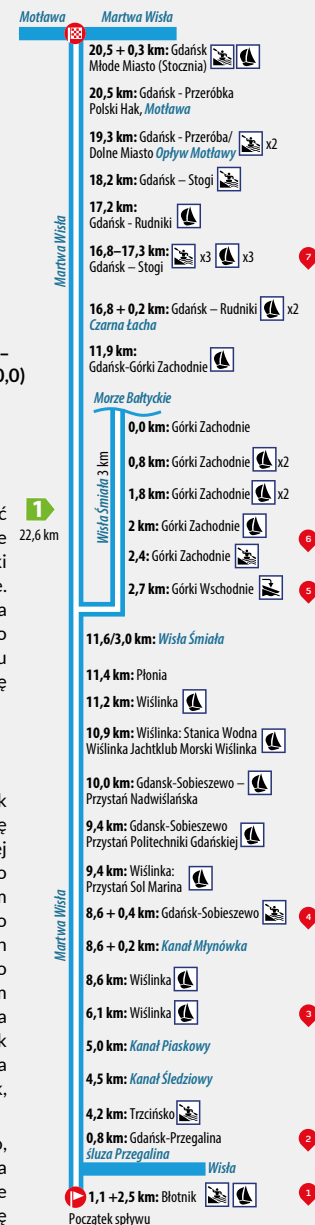 Motława
Martwa Wisła
20,5 + 0,3 km: Gdańsk
Młode Miasto (Stocznia)
20,5 km: Gdańsk - Przeróbka
Polski Hak, Motława
19,3 km: Gdańsk - Przeróba/
Dolne Miasto Opływ Motławy x2
18,2 km: Gdańsk – Stogi
17,2 km:
Gdańsk - Rudniki
Martwa Wisła
16,8–17,3 km:
Gdańsk – Stogi x3 x3
7
16,8 + 0,2 km: Gdańsk – Rudniki x2
Czarna Łacha
11,9 km:
Gdańsk-Górki Zachodnie
–
0,0)
Morze Bałtyckie
0,0 km: Górki Zachodnie
0,8 km: Górki Zachodnie x2
1,8 km: Górki Zachodnie x2
Wisła Śmiała 3 km
1
22,6 km
2 km: Górki Zachodnie
6
2,4: Górki Zachodnie
2,7 km: Górki Wschodnie
5
ć
e
ki
e.
a
o
u
ę
11,6/3,0 km: Wisła Śmiała
11,4 km: Płonia
11,2 km: Wiślinka
10,9 km: Wiślinka: Stanica Wodna
Wiślinka Jachtklub Morski Wiślinka
10,0 km: Gdansk-Sobieszewo –
Przystań Nadwiślańska
9,4 km: Gdansk-Sobieszewo
Przystań Politechniki Gdańskiej
9,4 km: Wiślinka:
Przystań Sol Marina
8,6 + 0,4 km: Gdańsk-Sobieszewo
4
Martwa Wisła
8,6 + 0,2 km: Kanał Młynówka
8,6 km: Wiślinka
6,1 km: Wiślinka
3
5,0 km: Kanał Piaskowy
4,5 km: Kanał Śledziowy
4,2 km: Trzcińsko
0,8 km: Gdańsk-Przegalina
śluza Przegalina
2
Wisła
1,1 +2,5 km: Błotnik
1
Początek spływu
k
ę
ej
o
m
o
n
o
m
a
k
a
k,
o,
a
e
ę